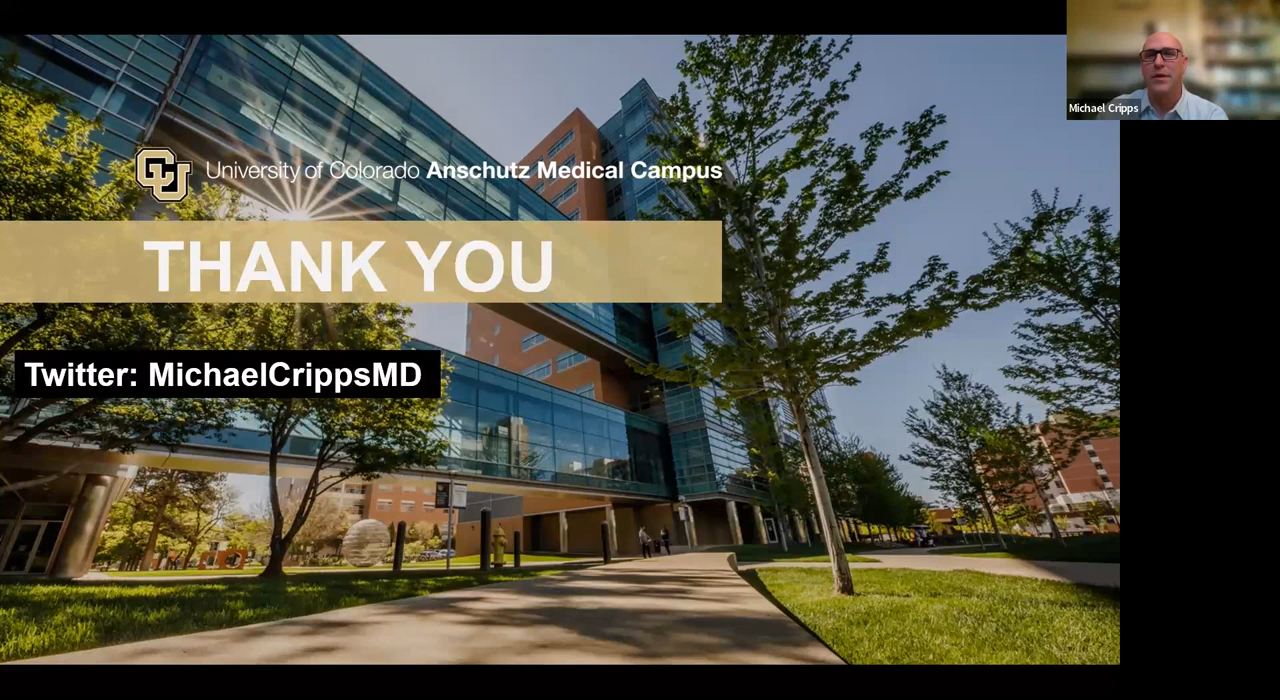 University of Colorado Anschutz Medical Campus
THANK YOU
Twitter: MichaelCrippsMD
Michael Cripps